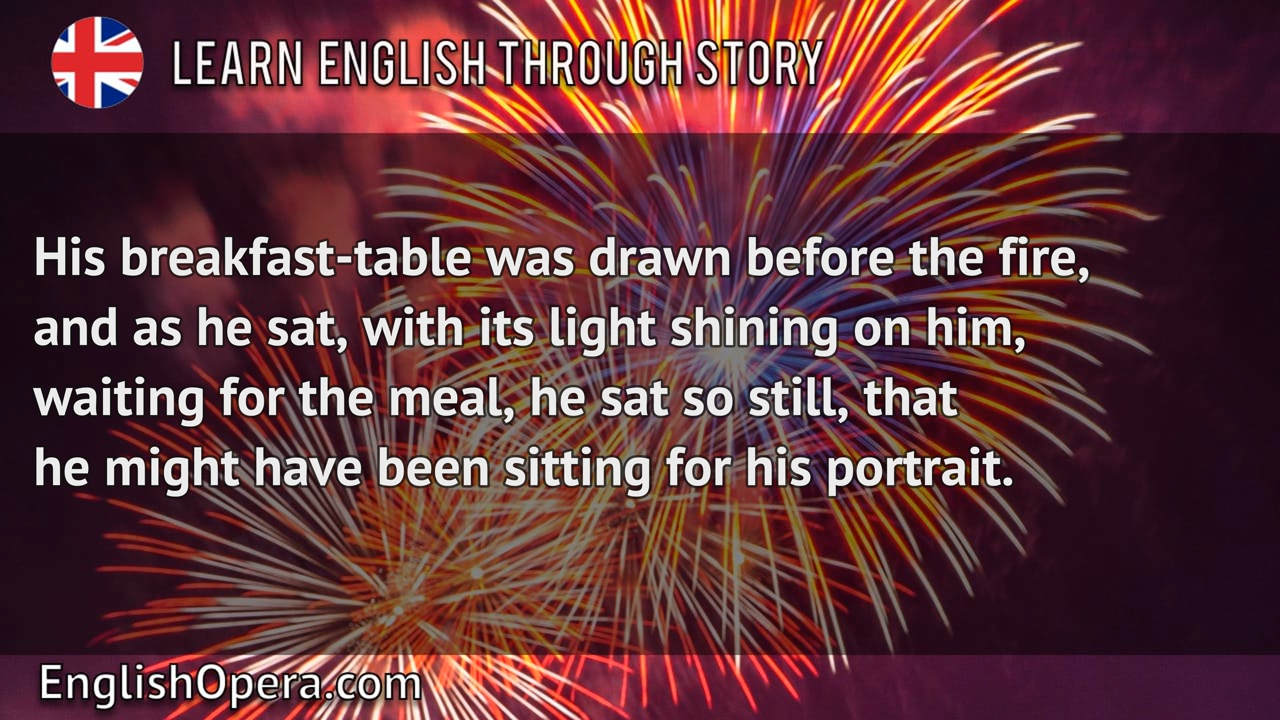 LEARN ENGLISH THROUGH STORY
His breakfast-table was drawn before the fire,
and as he sat, with its light shining on him,
waiting for the meal, he sat so still, that
he might have been sitting for his portrait.
EnglishOpera.com